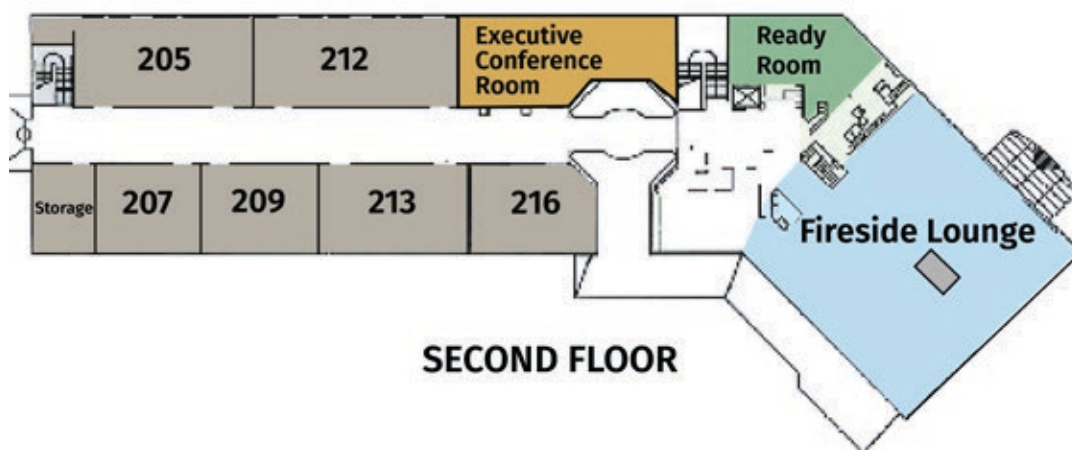 205
212
Executive
Conference
Room
Ready
Room
Storage
207
209
213
216
Fireside Lounge
SECOND FLOOR